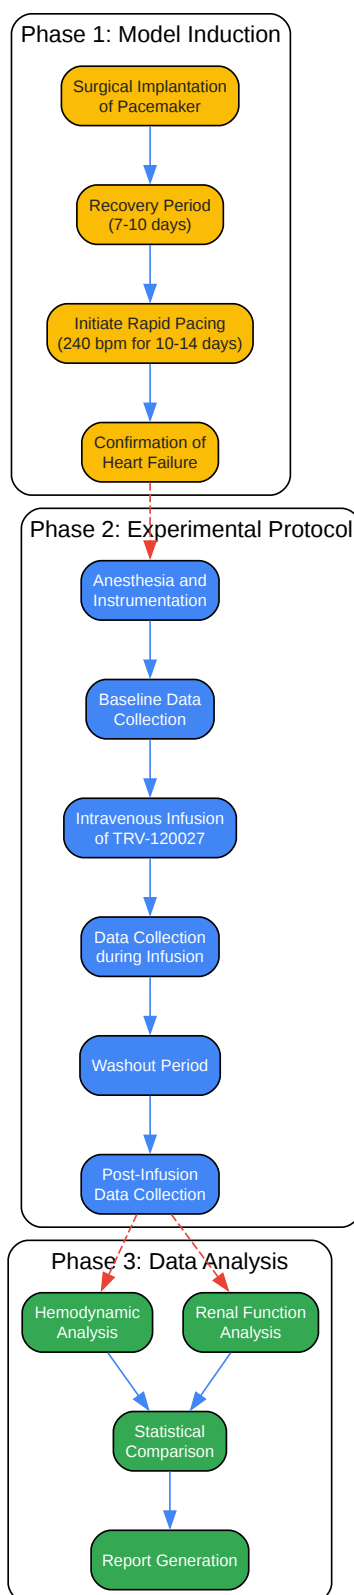 Phase 1: Model Induction
Surgical Implantation
of Pacemaker
Recovery Period
(7-10 days)
Initiate Rapid Pacing
(240 bpm for 10-14 days)
Confirmation of
Heart Failure
Phase 2: Experimental Protocol
Anesthesia and
Instrumentation
Baseline Data
Collection
Intravenous Infusion
of TRV-120027
Data Collection
during Infusion
Washout Period
Post-Infusion
Data Collection
Phase 3: Data Analysis
Hemodynamic
Analysis
Renal Function
Analysis
Statistical
Comparison
Report Generation